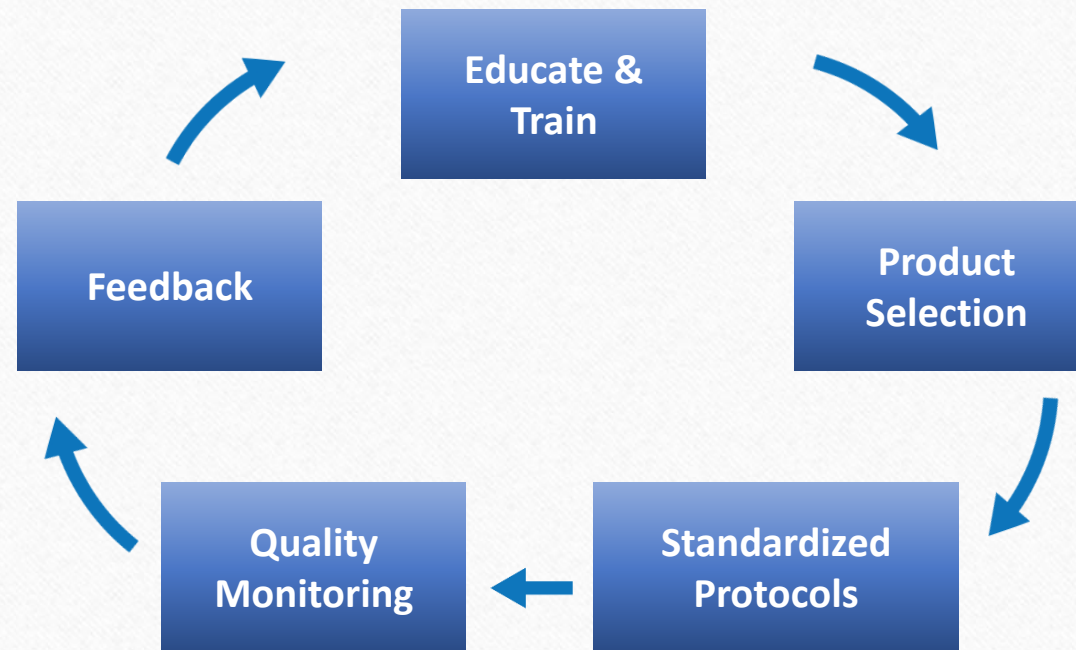 Educate &
Train
Product
Selection
Standardized
Protocols
Quality
Monitoring
Feedback